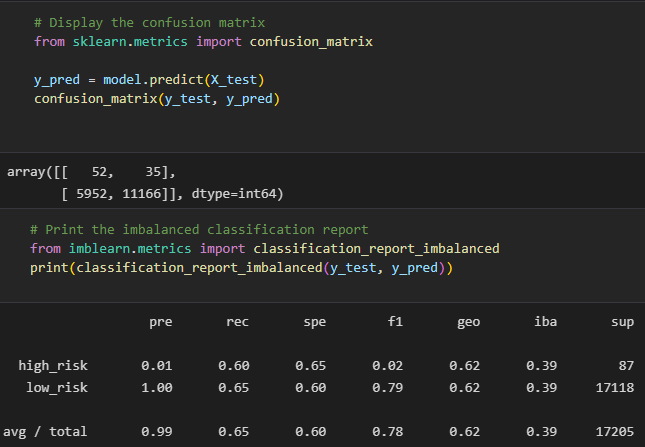 # Display the confusion matrix
from sklearn.metrics import confusion_matrix
y_pred = model.predict(X_test)
confusion_matrix(y_test, y_pred)
array([[   52,    35],
       [ 5952, 11166]], dtype=int64)
# Print the imbalanced classification report
from imblearn.metrics import classification_report_imbalanced
print(classification_report_imbalanced(y_test, y_pred))
pre rec spe f1 geo iba sup
high_risk 0.01 0.60 0.65 0.02 0.62 0.39 87
low_risk 1.00 0.65 0.60 0.79 0.62 0.39 17118
avg / total 0.99 0.65 0.60 0.78 0.62 0.39 17205